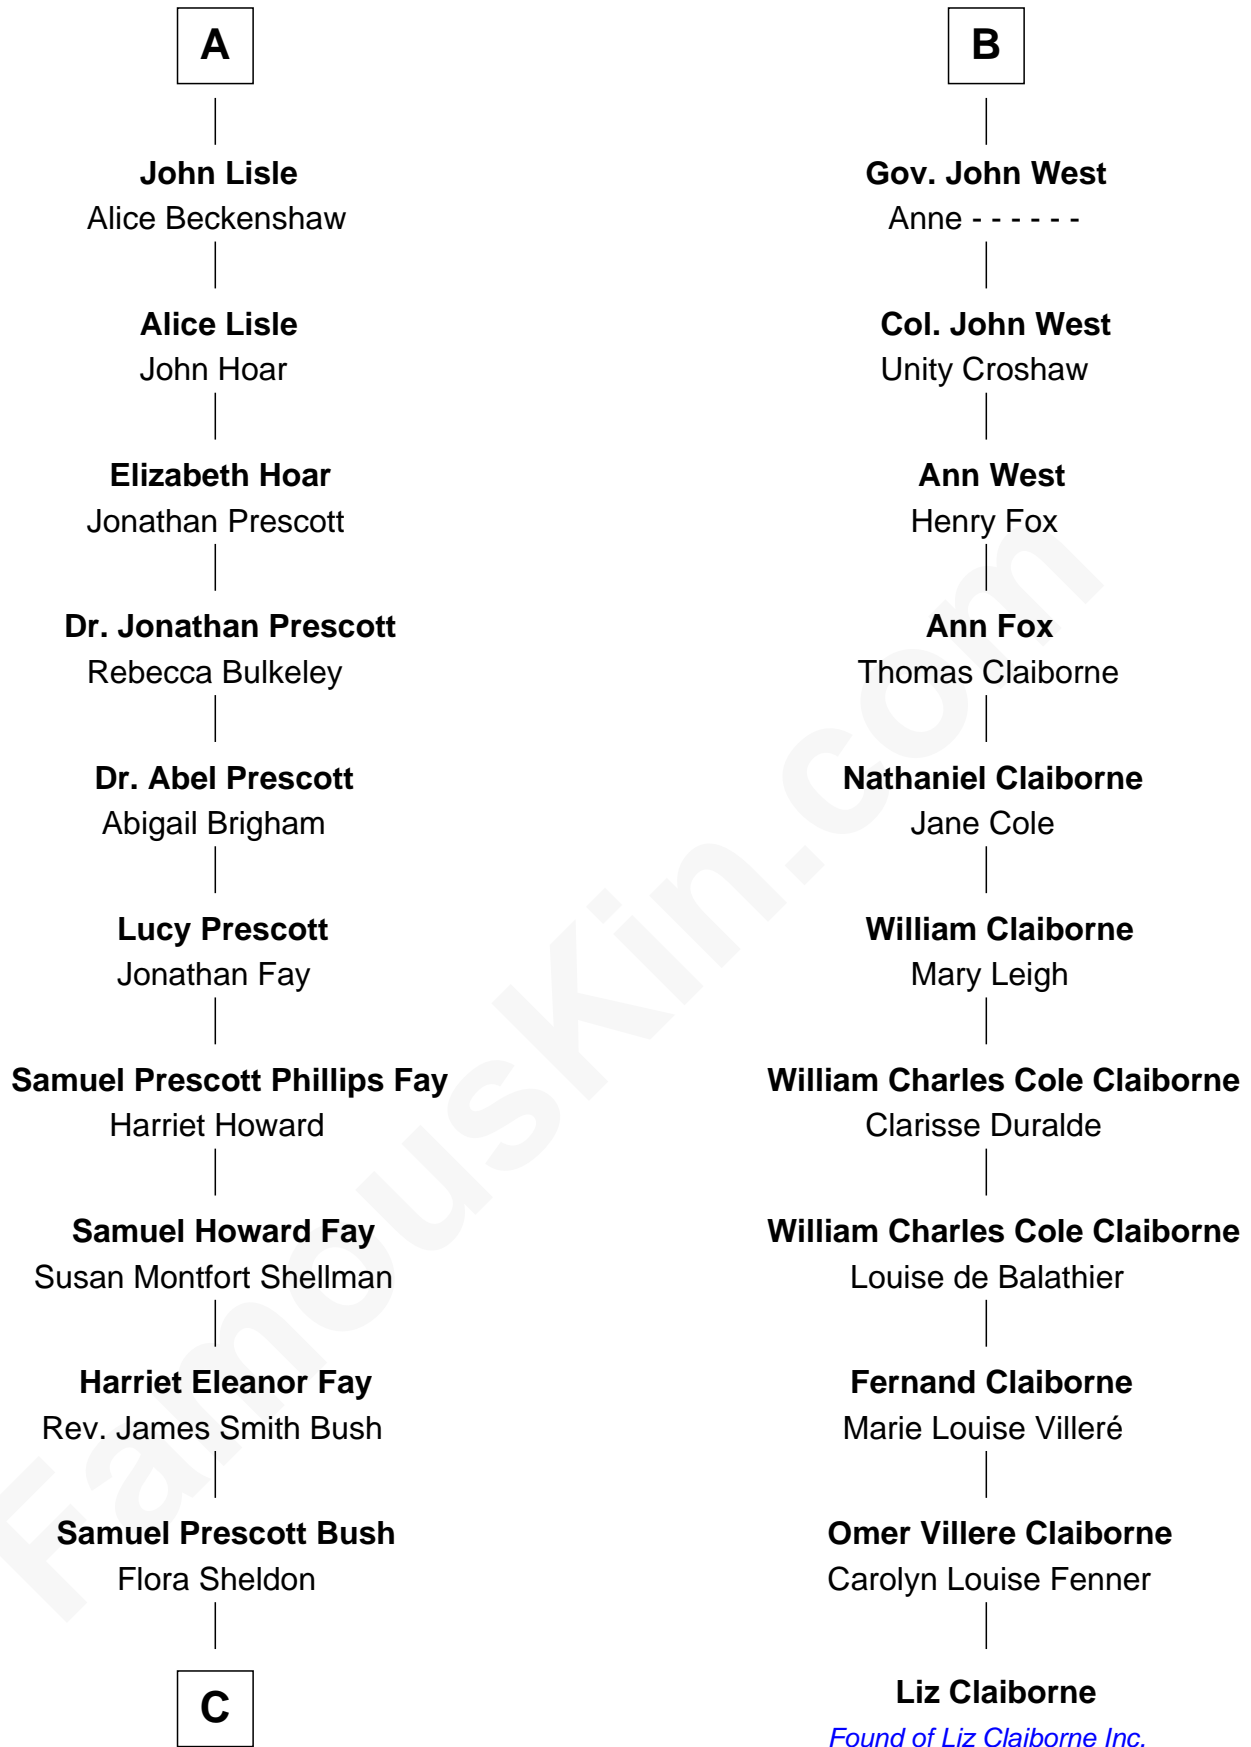 A
John Lisle
Alice Beckenshaw
Alice Lisle
John Hoar
Elizabeth Hoar
Jonathan Prescott
Dr. Jonathan Prescott
Rebecca Bulkeley
Dr. Abel Prescott
Abigail Brigham
Lucy Prescott
Jonathan Fay
Samuel Prescott Phillips Fay
Harriet Howard
Samuel Howard Fay
Susan Montfort Shellman
Harriet Eleanor Fay
Rev. James Smith Bush
Samuel Prescott Bush
Flora Sheldon
C
B
Gov. John West
Anne - - - - - -
Col. John West
Unity Croshaw
Ann West
Henry Fox
Ann Fox
Thomas Claiborne
Nathaniel Claiborne
Jane Cole
William Claiborne
Mary Leigh
William Charles Cole Claiborne
Clarisse Duralde
William Charles Cole Claiborne
Louise de Balathier
Fernand Claiborne
Marie Louise Villeré
Omer Villere Claiborne
Carolyn Louise Fenner
Liz Claiborne
Found of Liz Claiborne Inc.
FamousKin.com